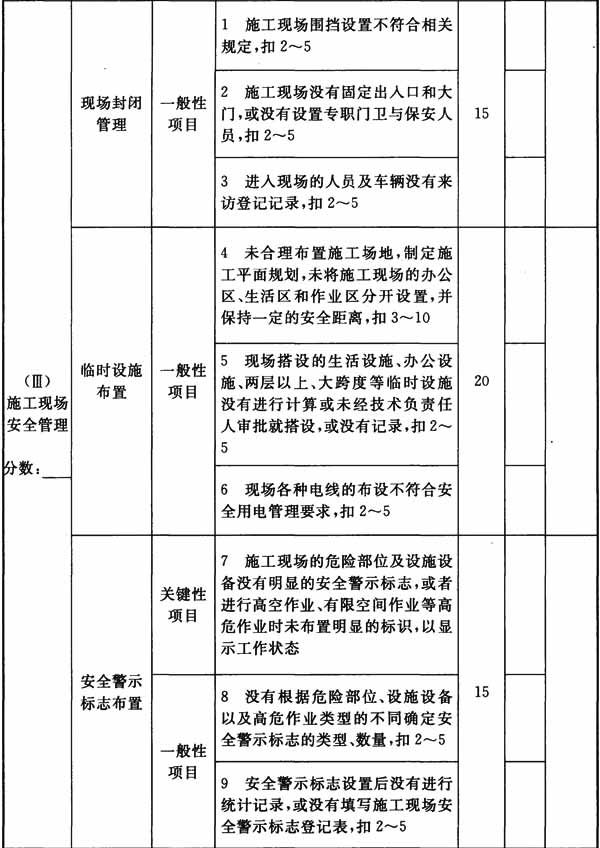 (Ⅲ)
施工现场
安全管理
分数:
现场封闭
管理
一般性
项目
1 施工现场围挡设置不符合相关
规定,扣2～5
2 施工现场没有固定出入口和大
门,或没有设置专职门卫与保安人
员,扣2～5
3 进入现场的人员及车辆没有来
访登记记录,扣2～5
15
临时设施
布置
一般性
项目
4 未合理布置施工场地,制定施
工平面规划,未将施工现场的办公
区、生活区和作业区分开设置,并
保持一定的安全距离,扣3～10
5 现场搭设的生活设施、办公设
施、两层以上、大跨度等临时设施
没有进行计算或未经技术负责任
人审批就搭设,或没有记录,扣2～
5
6 现场各种电线的布设不符合安
全用电管理要求,扣2～5
20
安全警示
标志布置
关键性
项目
7 施工现场的危险部位及设施设
备没有明显的安全警示标志,或者
进行高空作业、有限空间作业等高
危作业时未布置明显的标识,以显
示工作状态
一般性
项目
8 没有根据危险部位、设施设备
以及高危作业类型的不同确定安
全警示标志的类型、数量,扣2～5
9 安全警示标志设置后没有进行
统计记录,或没有填写施工现场安
全警示标志登记表,扣2～5
15